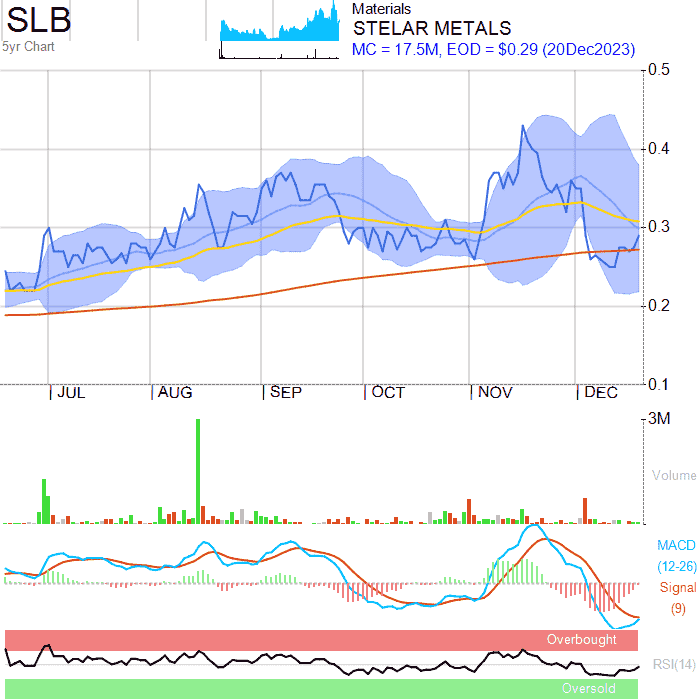 SLB
5yr Chart
Materials
STELAR METALS
MC = 17.5M, EOD = $0.29 (20Dec2023)
0.5
0.4
0.3
0.2
0.1
JUL AUG SEP OCT NOV DEC
3M
Volume
MACD
(12-26)
Signal
(9)
Overbought
RSI(14)
Oversold